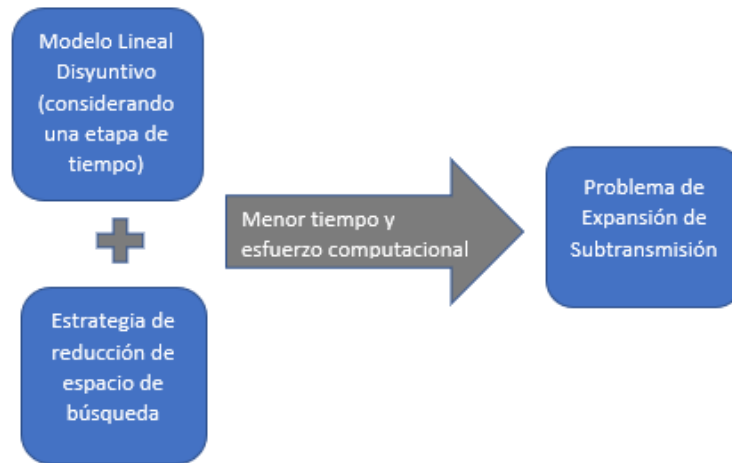 Modelo Lineal
Disyuntivo
(considerando
una etapa de
tiempo)
Estrategia de
reducción de
espacio de
búsqueda
Menor tiempo y
esfuerzo computacional
Problema de
Expansión de
Subtransmisión